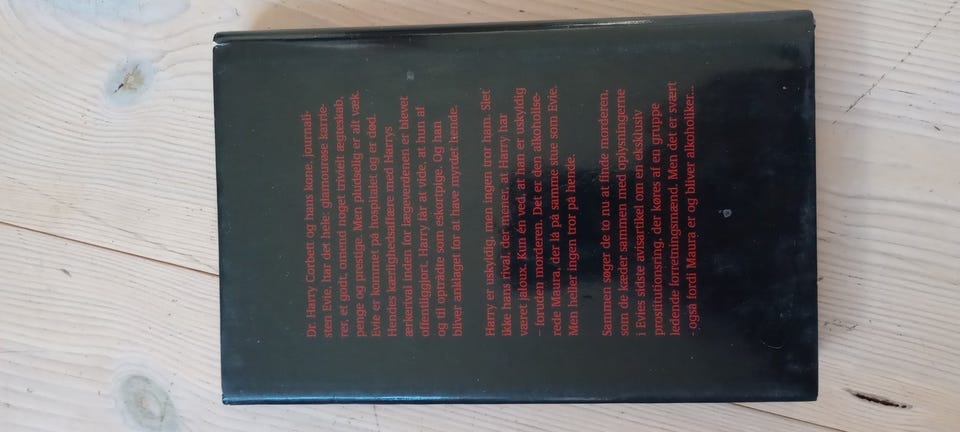 Dr. Harry Corbett og hans kone, journali-
sten Evie, har det hele: glamourøse karrie-
rer, et godt, omend noget trivielt ægteskab,
penge og prestige. Men pludselig er alt væk.
Evie er kommet på hospitalet og er død.
Hendes kærlighedsaffære med Harrys
ærkerival inden for lægeverdenen er blevet
offentliggjort. Harry får at vide, at hun af
og til optrådte som eskortpige. Og han
bliver anklaget for at have myrdet hende.
Harry er uskyldig, men ingen tror ham. Slet
ikke hans rival, der mener, at Harry har
været jaloux. Kun én ved, at han er uskyldig
– foruden morderen. Det er den alkoholise-
rede Maura, der lå på samme stue som Evie.
Men heller ingen tror på hende.
Sammen søger de to nu at finde morderen,
som de kæder sammen med oplysningerne
i Evies sidste avisartikel om en eksklusiv
prostitutionsring, der køres af en gruppe
ledende forretningsmænd. Men det er svært
- også fordi Maura er og bliver alkoholiker...